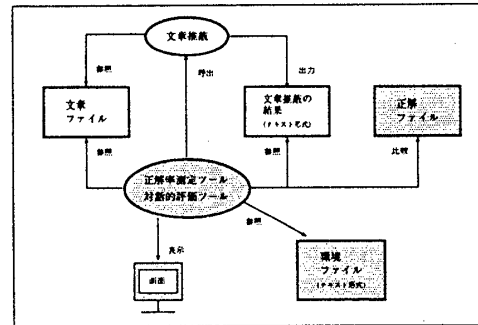 文章推敲
参照
呼出
出力
文章
ファイル
文章推敲の
結果
(テキスト形式)
正解
ファイル
参照
参照
比較
正解率測定ツール
対話的評価ツール
参照
表示
画面
環境
ファイル
(テキスト形式)